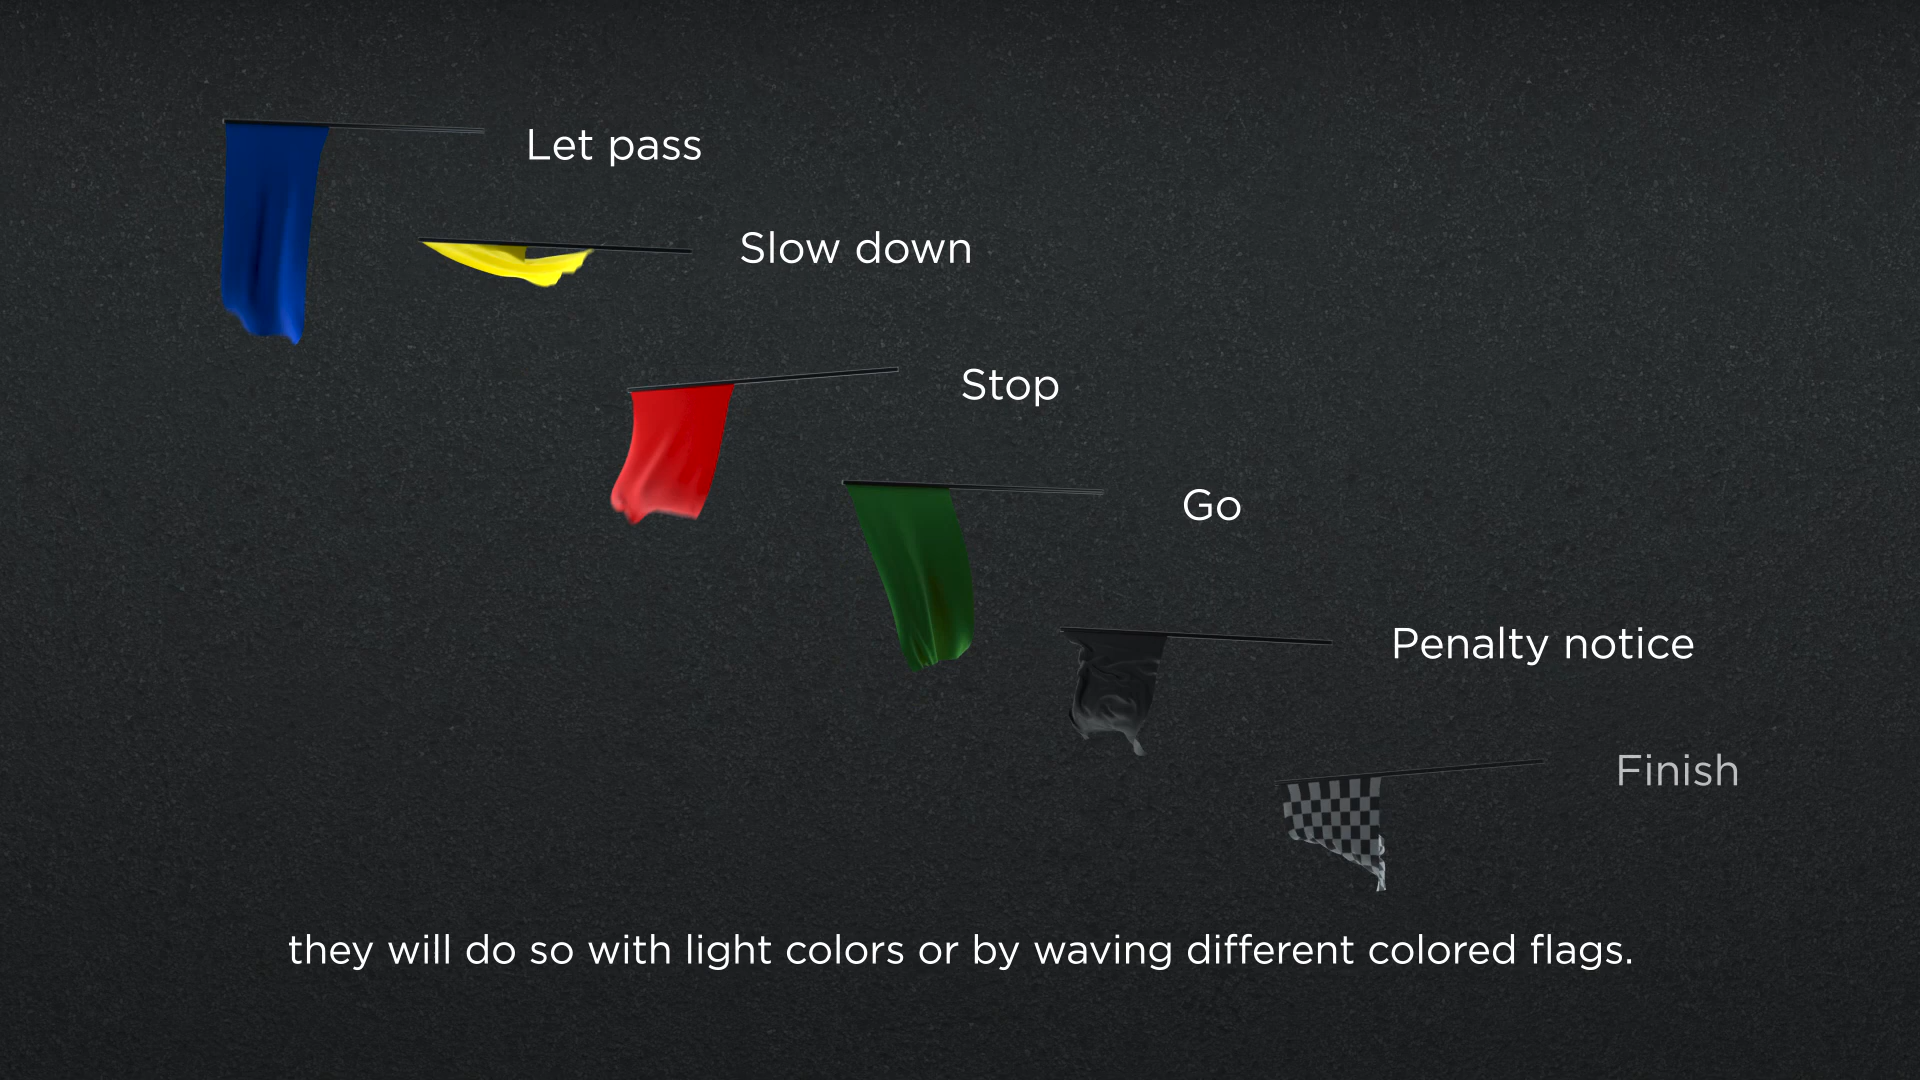 Let pass
Slow down
Stop
Go
Penalty notice
Finish
they will do so with light colors or by waving different colored flags.